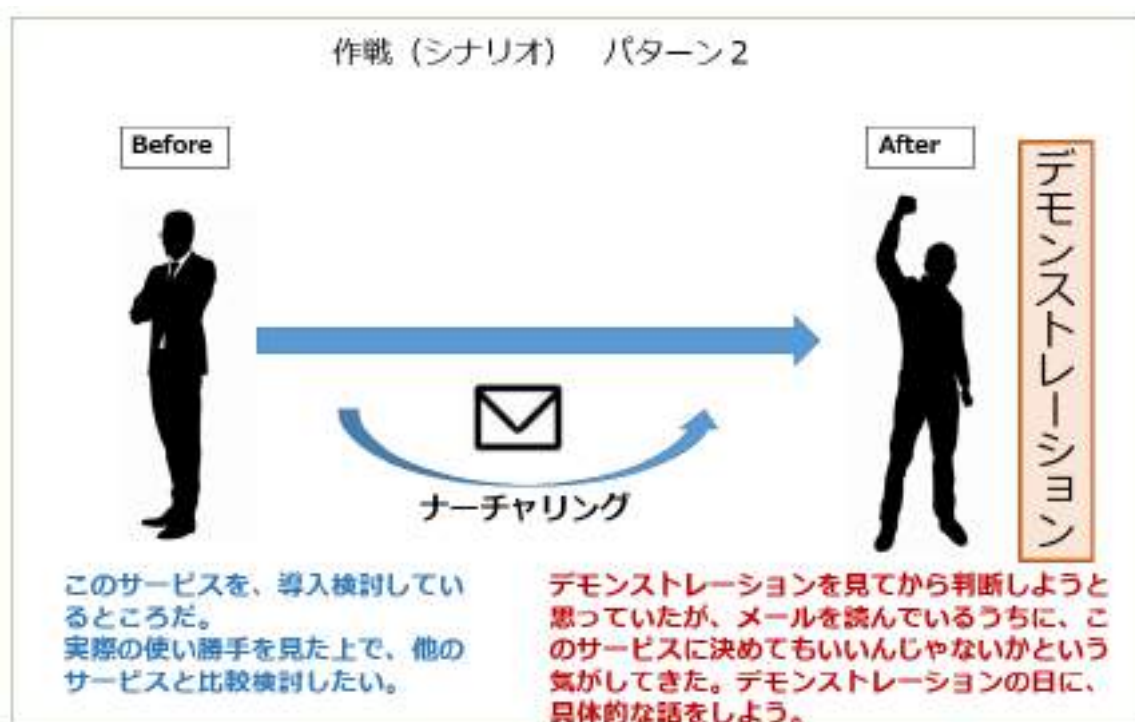 作戦（シナリオ）　パターン２
Before
After
デモンストレーション
ナーチャリング
このサービスを、導入検討してい
るところだ。
実際の使い勝手を見た上で、他の
サービスと比較検討したい。
デモンストレーションを見てから判断しようと
思っていたが、メールを読んでいるうちに、こ
のサービスに決めてもいいんじゃないかという
気がしてきた。デモンストレーションの日に、
具体的な話をしよう。